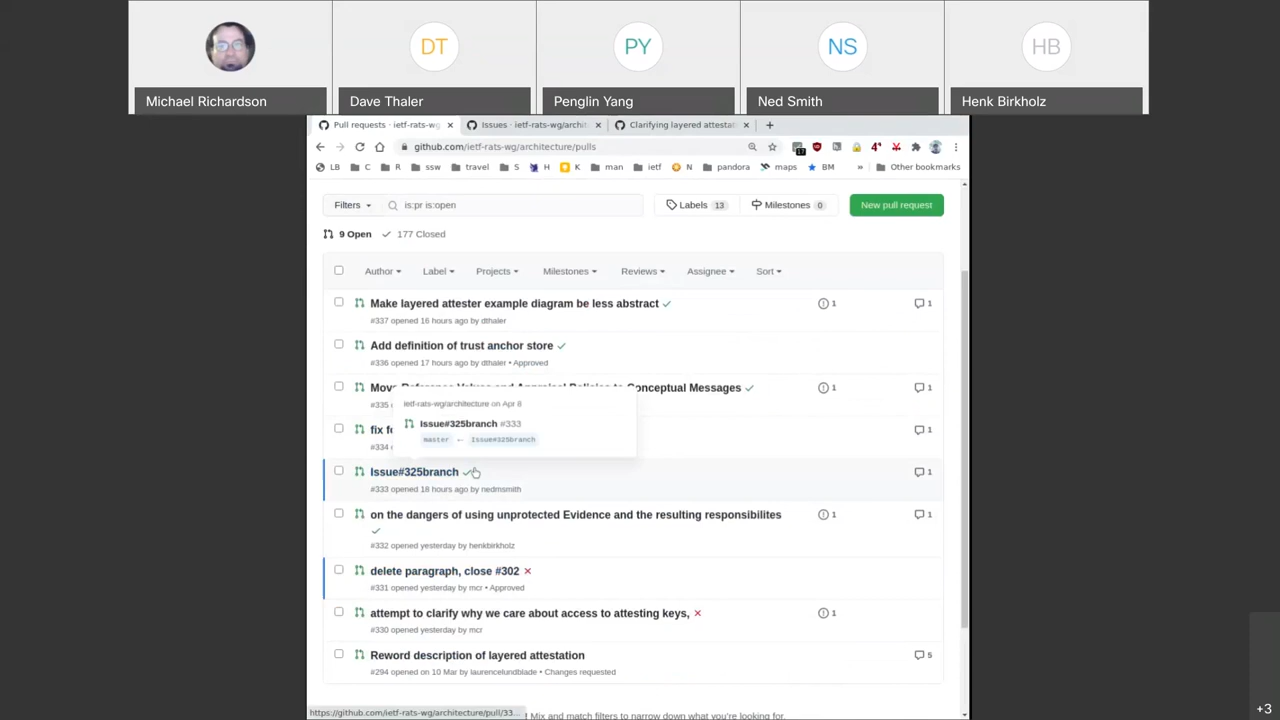 DT
PY
NS
HB
Michael Richardson
Dave Thaler
Penglin Yang
Ned Smith
Henk Birkholz
Pull requests · ietf-rats-wg
Issues · ietf-rats-wg/archit
Clarifying layered attestat
github.com/ietf-rats-wg/architecture/pulls
17
4
LB
C
R
ssw
travel
S
H
K
man
ietf
N
pandora
maps
BM
»
Other bookmarks
Filters
is:pr is:open
Labels 13
Milestones 0
New pull request
9 Open
177 Closed
Author
Label
Projects
Milestones
Reviews
Assignee
Sort
Make layered attester example diagram be less abstract
1
1
#337 opened 16 hours ago by dthaler
Add definition of trust anchor store
#336 opened 17 hours ago by dthaler • Approved
Move Reference Values and Appraisal Policies to Conceptual Messages
1
1
#335
ietf-rats-wg/architecture on Apr 8
Issue#325branch #333
master ← Issue#325branch
fix
1
#334
Issue#325branch
1
#333 opened 18 hours ago by nedmsmith
on the dangers of using unprotected Evidence and the resulting responsibilites
1
1
#332 opened yesterday by henkbirkholz
delete paragraph, close #302
#331 opened yesterday by mcr • Approved
attempt to clarify why we care about access to attesting keys,
1
#330 opened yesterday by mcr
Reword description of layered attestation
5
#294 opened on 10 Mar by laurencelundblade • Changes requested
https://github.com/ietf-rats-wg/architecture/pull/33...
! Mix and match filters to narrow down what you're looking for.
+3